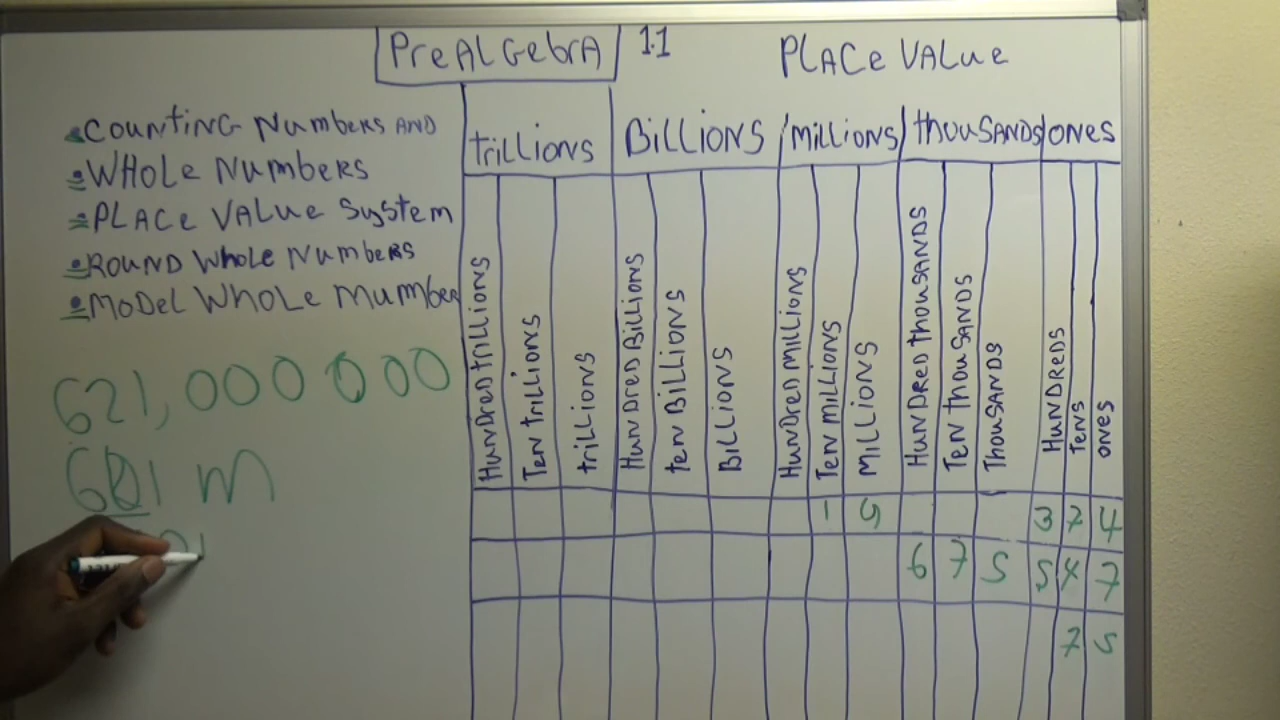 PreALGebrA 1.1 PLACe VALue
COUNTiNG NumbeRS AND
WHOLe NumbeRS
PLACe VALue SYSTem
ROUND WHOLe NumbeRS
MODeL WHOLe MumbeR
621,000 000
601 m
trillioNS BiLLiONS MiLLiONS thouSANDS ONeS
HuNDReD trilliONS
TeN trilliONS
trilliONS
HuNDReD BilliONS
teN BilliONS
BilliONS
HuNDReD MilliONS
TeN MilliONS
MilliONS
HuNDReD thouSANDS
TeN thouSANDS
ThouSANDS
HuNDReDS
teNS
ONeS
1 9 3 7 4
6 7 5 5 4 7
7 5